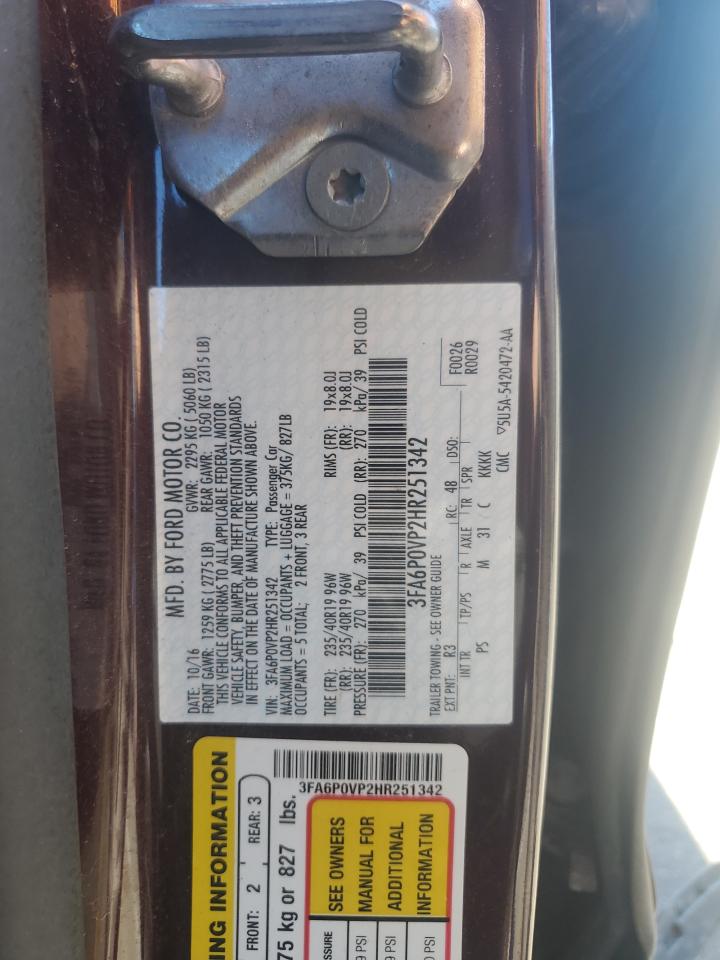 MFD. BY FORD MOTOR CO.
DATE: 10/16 GVWR: 2295 KG ( 5060 LB)
FRONT GAWR: 1259 KG ( 2775 LB) REAR GAWR: 1050 KG ( 2315 LB)
THIS VEHICLE CONFORMS TO ALL APPLICABLE FEDERAL MOTOR
VEHICLE SAFETY, BUMPER, AND THEFT PREVENTION STANDARDS
IN EFFECT ON THE DATE OF MANUFACTURE SHOWN ABOVE.
VIN: 3FA6P0VP2HR251342 TYPE: Passenger Car
MAXIMUM LOAD = OCCUPANTS + LUGGAGE = 375KG/ 827LB
OCCUPANTS = 5 TOTAL; 2 FRONT, 3 REAR
TIRE (FR): 235/40R19 96W RIMS (FR): 19x8.0J
(RR): 235/40R19 96W (RR): 19x8.0J
PRESSURE (FR): 270 kPa/ 39 PSI COLD (RR): 270 kPa/ 39 PSI COLD
3FA6P0VP2HR251342
TRAILER TOWING - SEE OWNER GUIDE F0026
EXT PNT: R3 RC: 48 DSO: R0029
INT TR TP/PS R AXLE TR SPR
PS M 31 C KKKK
CMC ▽5U5A-5420472-AA
ING INFORMATION
FRONT: 2 REAR: 3
75 kg or 827 lbs.
3FA6P0VP2HR251342
SSURE
9 PSI
9 PSI
0 PSI
SEE OWNERS
MANUAL FOR
ADDITIONAL
INFORMATION